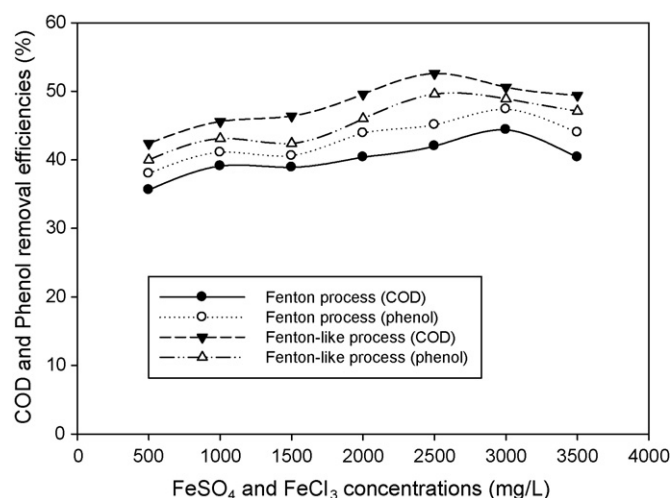 COD and Phenol removal efficiencies (%)
60
50
40
30
20
10
0
Fenton process (COD)
Fenton process (phenol)
Fenton-like process (COD)
Fenton-like process (phenol)
0 500 1000 1500 2000 2500 3000 3500 4000
FeSO₄ and FeCl₃ concentrations (mg/L)